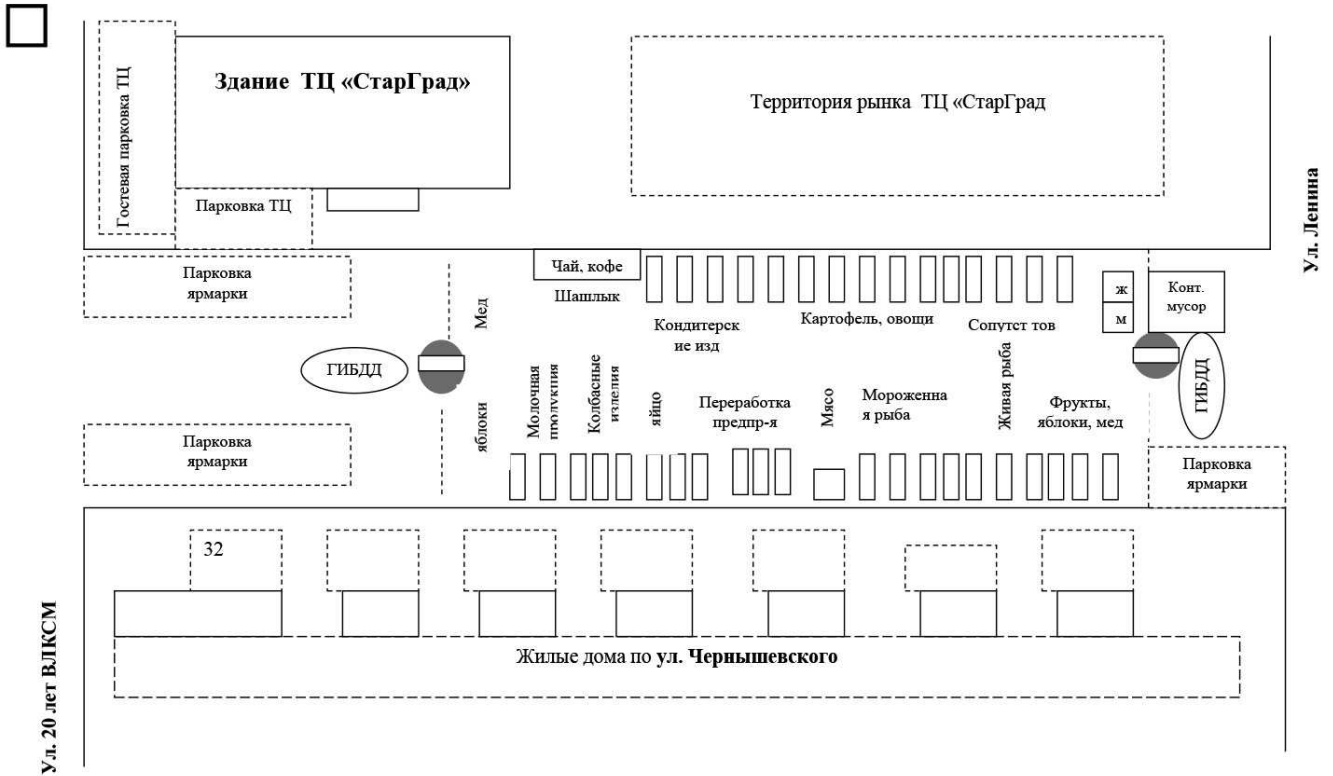 Гостевая парковка ТЦ
Здание ТЦ «СтарГрад»
Территория рынка ТЦ «СтарГрад
Парковка ТЦ
Ул. Ленина
Парковка
ярмарки
Мед
Чай, кофе
Шашлык
Кондитерск
ие изд
Картофель, овощи
Сопутст тов
ж
м
Конт.
мусор
ГИБДД
ГИБДД
Парковка
ярмарки
яблоки
Молочная
продукция
Колбасные
изделия
яйцо
Переработка
предпр-я
Мясо
Мороженна
я рыба
Живая рыба
Фрукты,
яблоки, мед
Парковка
ярмарки
32
Жилые дома по ул. Чернышевского
Ул. 20 лет ВЛКСМ